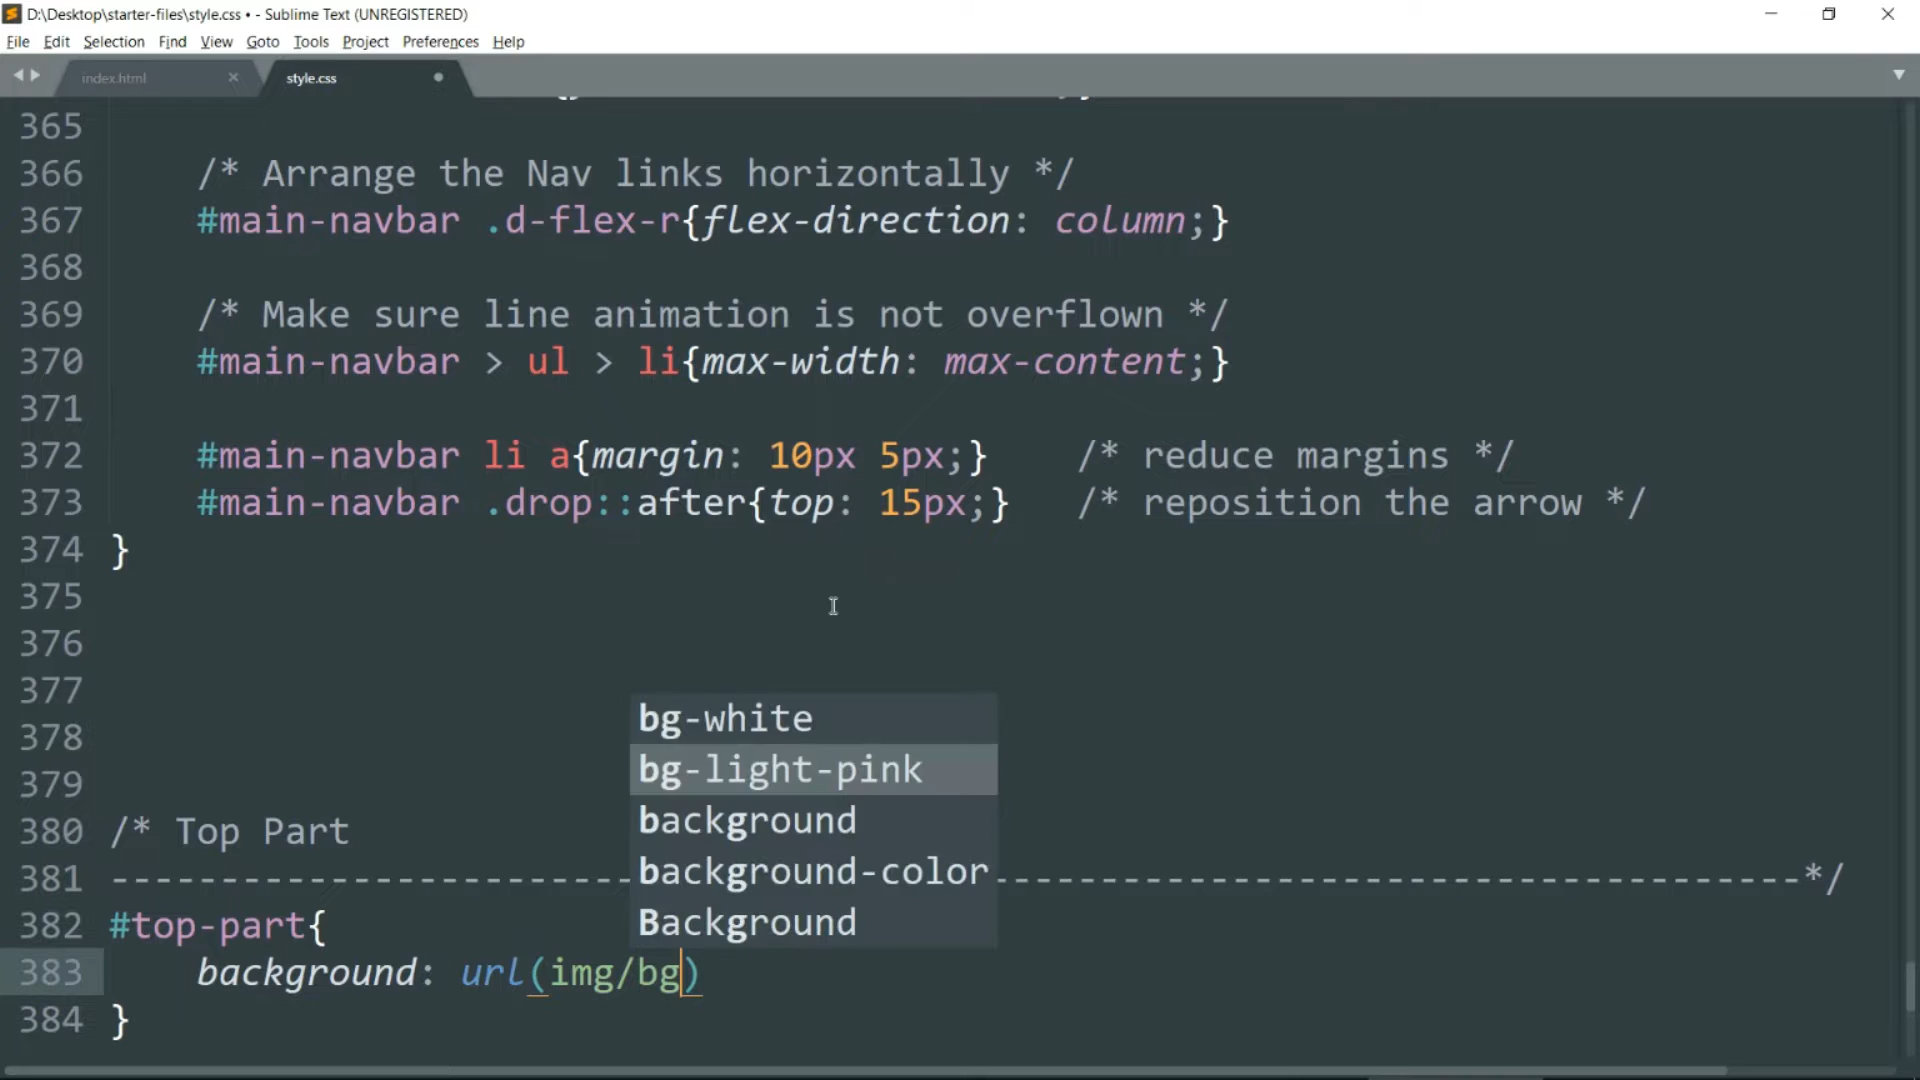 D:\Desktop\starter-files\style.css • - Sublime Text (UNREGISTERED)
File Edit Selection Find View Goto Tools Project Preferences Help
index.html
style.css
365
366 /* Arrange the Nav links horizontally */
367 #main-navbar .d-flex-r{flex-direction: column;}
368
369 /* Make sure line animation is not overflown */
370 #main-navbar > ul > li{max-width: max-content;}
371
372 #main-navbar li a{margin: 10px 5px;} /* reduce margins */
373 #main-navbar .drop::after{top: 15px;} /* reposition the arrow */
374 }
375
376
377
378
379
bg-white
bg-light-pink
background
background-color
Background
380 /* Top Part
381 ------------------------------------------------------------*/
382 #top-part{
383 background: url(img/bg)
384 }